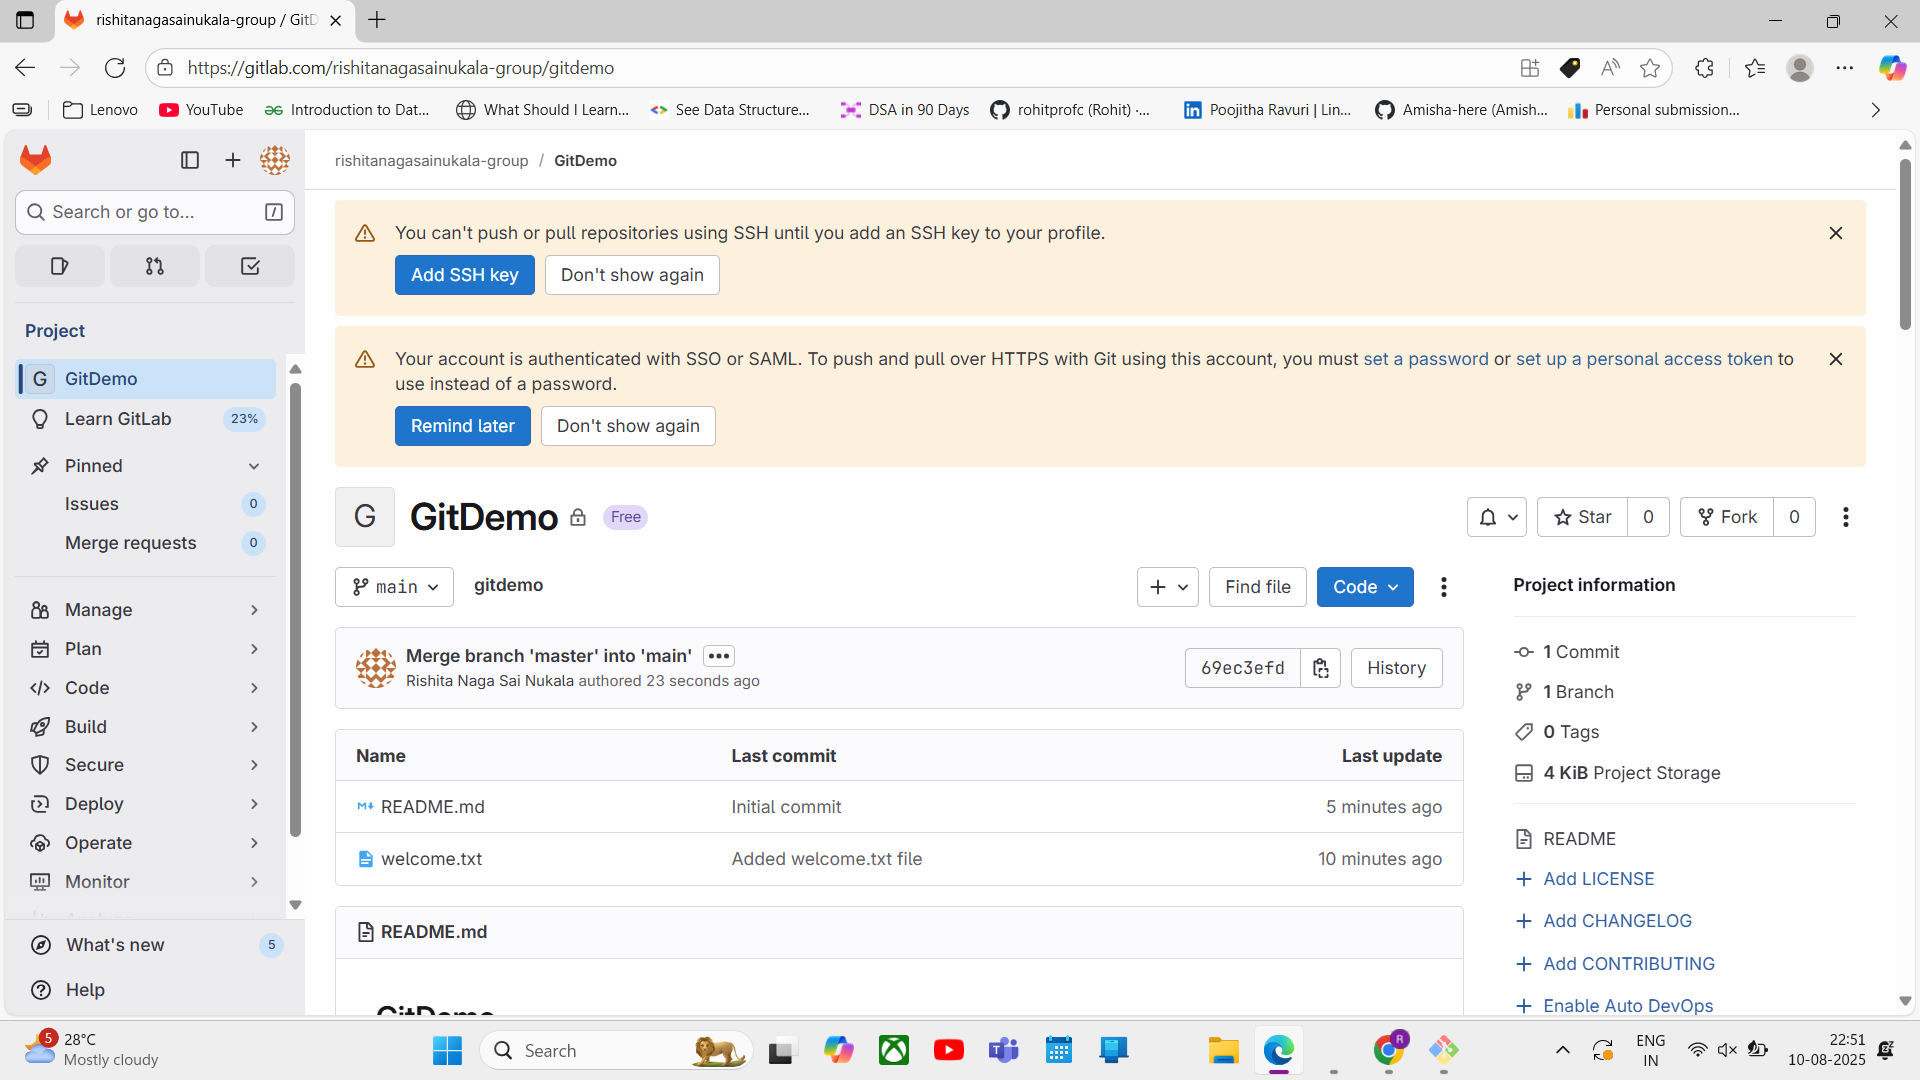 rishitanagasainukala-group / GitD
https://gitlab.com/rishitanagasainukala-group/gitdemo
Lenovo
YouTube
Introduction to Dat...
What Should I Learn...
See Data Structure...
DSA in 90 Days
rohitprofc (Rohit) ·...
Poojitha Ravuri | Lin...
Amisha-here (Amish...
Personal submission...
rishitanagasainukala-group / GitDemo
Search or go to...
/
Project
G GitDemo
Learn GitLab 23%
Pinned
Issues 0
Merge requests 0
Manage
Plan
Code
Build
Secure
Deploy
Operate
Monitor
What's new 5
Help
You can't push or pull repositories using SSH until you add an SSH key to your profile.
Add SSH key Don't show again
Your account is authenticated with SSO or SAML. To push and pull over HTTPS with Git using this account, you must set a password or set up a personal access token to
use instead of a password.
Remind later Don't show again
G GitDemo Free
Star 0 Fork 0
main gitdemo
Find file Code
Merge branch 'master' into 'main'
Rishita Naga Sai Nukala authored 23 seconds ago
69ec3efd History
Name Last commit Last update
README.md Initial commit 5 minutes ago
welcome.txt Added welcome.txt file 10 minutes ago
README.md
GitDemo
Project information
1 Commit
1 Branch
0 Tags
4 KiB Project Storage
README
Add LICENSE
Add CHANGELOG
Add CONTRIBUTING
Enable Auto DevOps
5 28°C
Mostly cloudy
Search
R
ENG
IN
22:51
10-08-2025